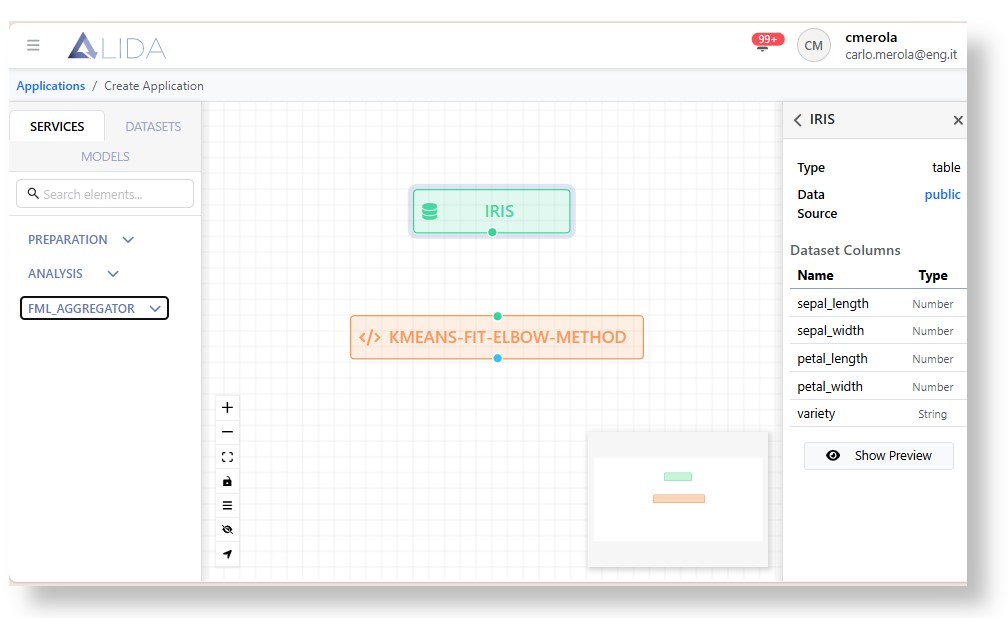 LIDA
99+
CM
cmerola
carlo.merola@eng.it
Applications / Create Application
SERVICES
DATASETS
MODELS
Search elements...
PREPARATION
ANALYSIS
FML_AGGREGATOR
IRIS
</> KMEANS-FIT-ELBOW-METHOD
IRIS
Type table
Data Source public
Dataset Columns
Name Type
sepal_length Number
sepal_width Number
petal_length Number
petal_width Number
variety String
Show Preview